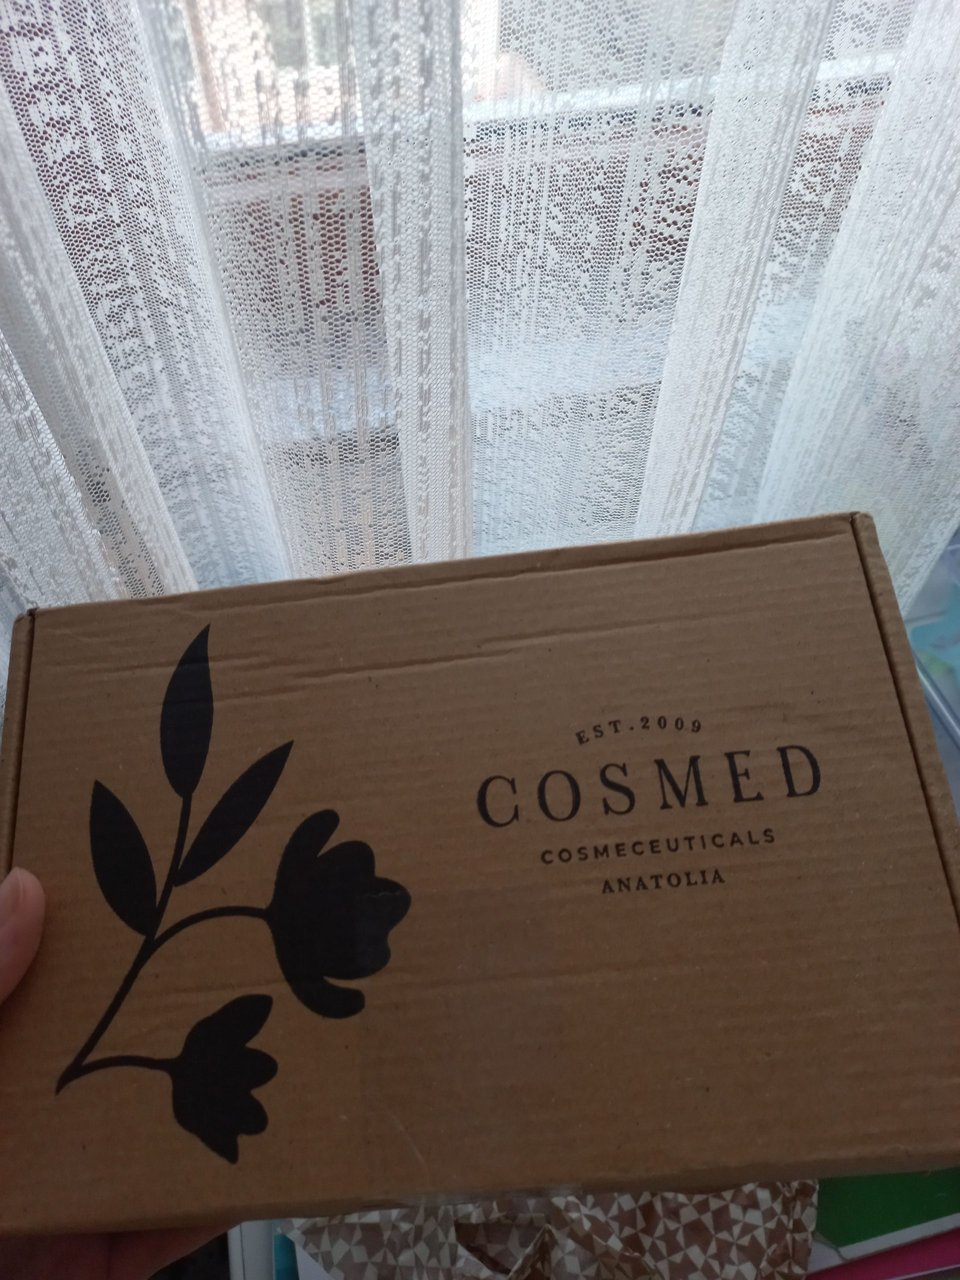 EST.2009
COSMED
COSMECEUTICALS
ANATOLIA